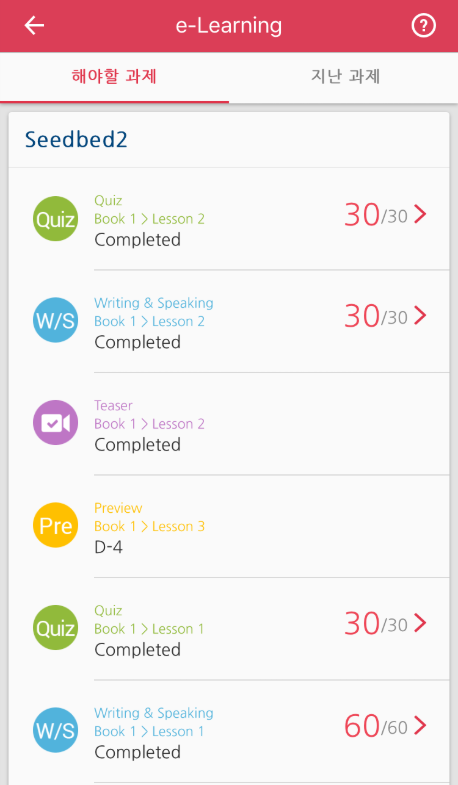 e-Learning
?
해야할 과제
지난 과제
Seedbed2
Quiz
Quiz
Book 1 > Lesson 2
Completed
30/30
W/S
Writing & Speaking
Book 1 > Lesson 2
Completed
30/30
Teaser
Book 1 > Lesson 2
Completed
Pre
Preview
Book 1 > Lesson 3
D-4
Quiz
Quiz
Book 1 > Lesson 1
Completed
30/30
W/S
Writing & Speaking
Book 1 > Lesson 1
Completed
60/60